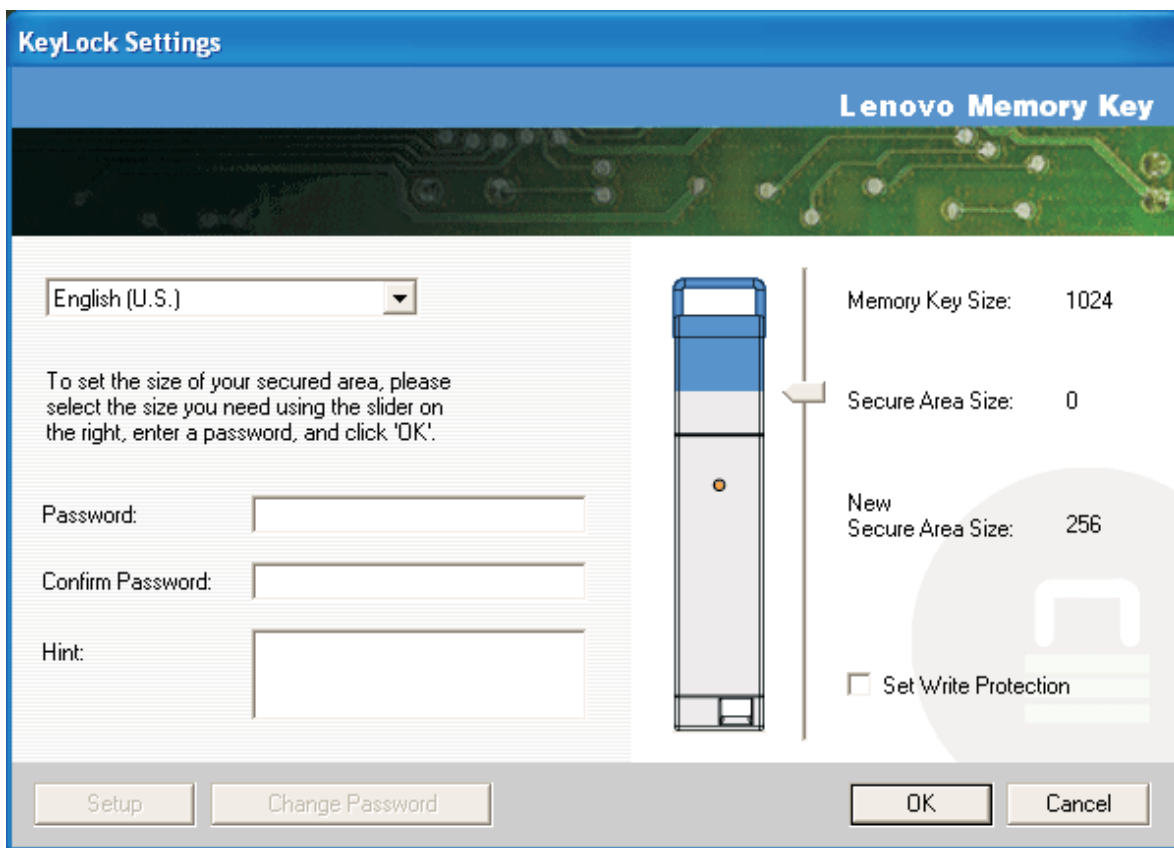 KeyLock Settings
Lenovo Memory Key
English (U.S.)
To set the size of your secured area, please
select the size you need using the slider on
the right, enter a password, and click 'OK'.
Password:
Confirm Password:
Hint:
Memory Key Size: 1024
Secure Area Size: 0
New
Secure Area Size: 256
Set Write Protection
Setup
Change Password
OK
Cancel